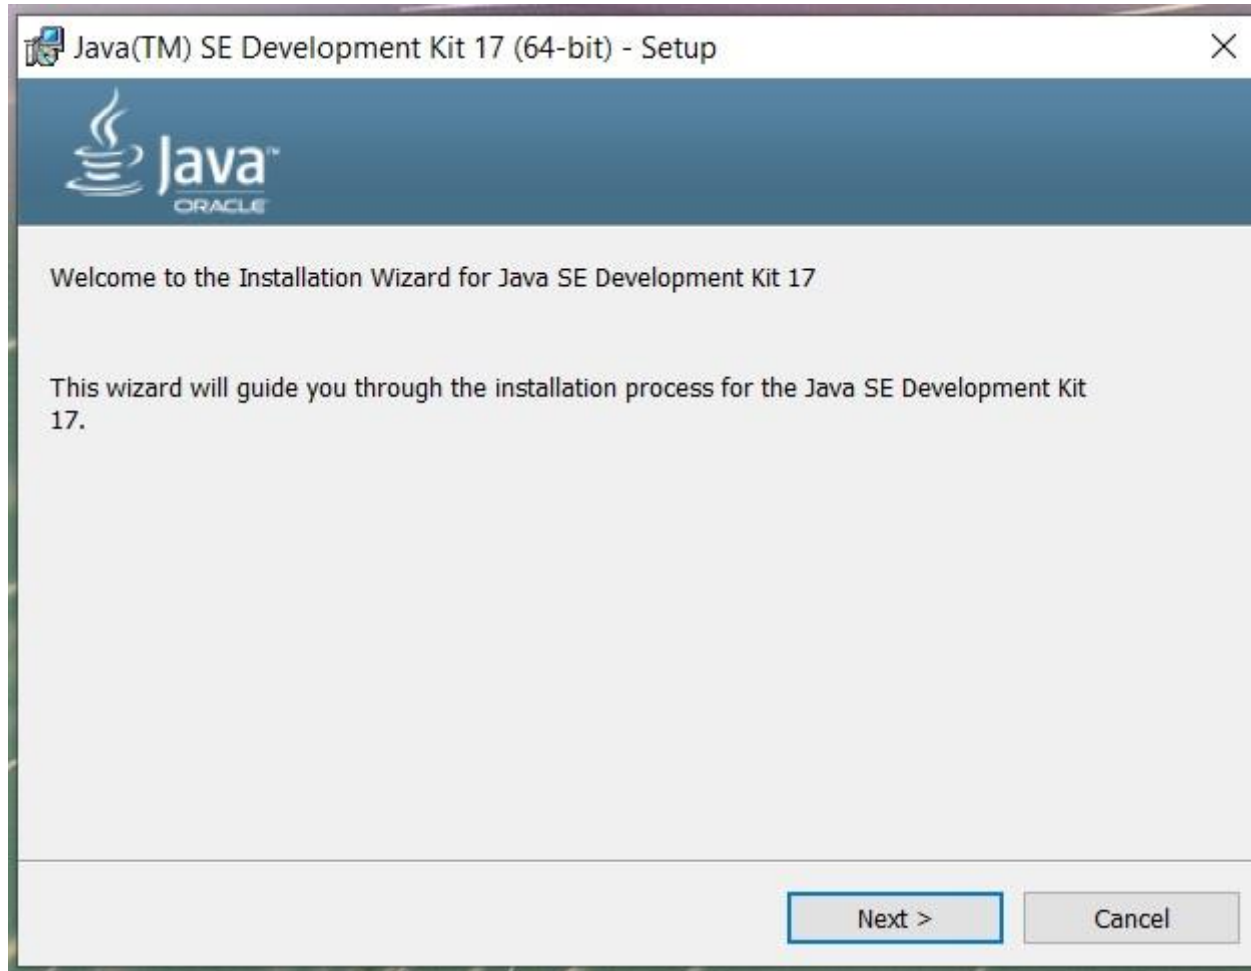 Java(TM) SE Development Kit 17 (64-bit) - Setup
Java™
ORACLE
Welcome to the Installation Wizard for Java SE Development Kit 17
This wizard will guide you through the installation process for the Java SE Development Kit
17.
Next >
Cancel